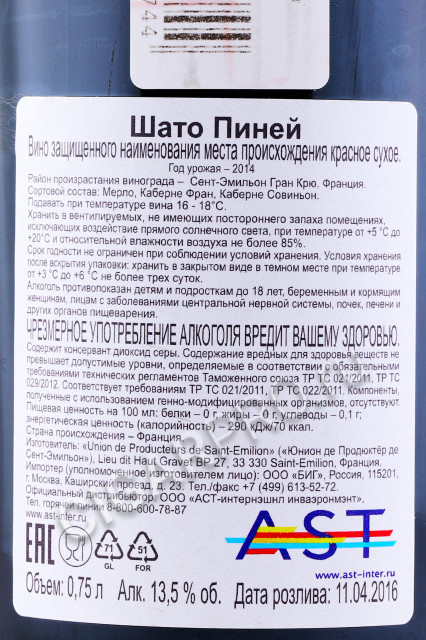 744
Шато Пиней
Вино защищенного наименования места происхождения красное сухое.
Год урожая – 2014
Район произрастания винограда – Сент-Эмильон Гран Крю, Франция.
Сортовой состав: Мерло, Каберне Фран, Каберне Совиньон.
Подавать при температуре вина 16 - 18°С.
Хранить в вентилируемых, не имеющих постороннего запаха помещениях,
исключающих воздействие прямого солнечного света, при температуре от +5 °С до
+20°С и относительной влажности воздуха не более 85%.
Срок годности не ограничен при соблюдении условий хранения. Условия хранения
после вскрытия упаковки: хранить в закрытом виде в темном месте при температуре
от +3 °С до +6 °С не более трех суток.
Алкоголь противопоказан детям и подросткам до 18 лет, беременным и кормящим
женщинам, лицам с заболеваниями центральной нервной системы, почек, печени и
других органов пищеварения.
ЧРЕЗМЕРНОЕ УПОТРЕБЛЕНИЕ АЛКОГОЛЯ ВРЕДИТ ВАШЕМУ ЗДОРОВЬЮ.
Серы. Содержит консервант диоксид серы. Содержание вредных для здоровья веществ не
превышает допустимые уровни, определяемые в соответствии с обязательными
требованиями технических регламентов Таможенного союза ТР ТС 021/2011, ТР ТС
029/2012. Соответствует требованиям ТР ТС 021/2011, ТР ТС 022/2011. Компоненты,
полученные с использованием генно-модифицированных организмов, отсутствуют.
Пищевая ценность на 100 мл: белки – 0 г; жиры – 0 г; углеводы – 0,1 г;
энергетическая ценность (калорийность) – 290 кДж/70 ккал.
Страна происхождения – Франция.
Изготовитель: «Union de Producteurs de Saint-Emilion» («Юнион де Продюктёр де
Сент-Эмильон»), Lieu dit Haut Gravet BP 27, 33 330 Saint-Emilion, Франция.
Импортер (уполномоченное изготовителем лицо): ООО «БИГ», Россия, 115201,
г. Москва, Каширский проезд, д. 23, стр. Тел./факс +7 (499) 613-52-72.
Официальный дистрибьютор – ООО «АСТ-интернэшнл инваэронмэнт».
Тел. горячей линии 8-800-600-78-87
EAC
71
GL
51
FOR
AST
www.ast-inter.ru
Объем: 0,75 л Алк. 13,5 % об. Дата розлива: 11.04.2016